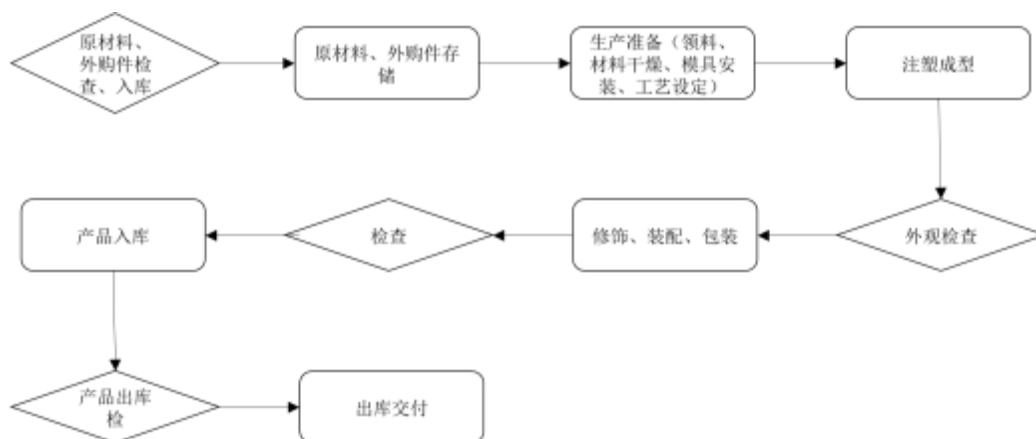 原材料、
外购件检
查、入库
原材料、外购件存
储
生产准备（领料、
材料干燥、模具安
装、工艺设定）
注塑成型
外观检查
修饰、装配、包装
检查
产品入库
产品出库
检
出库交付